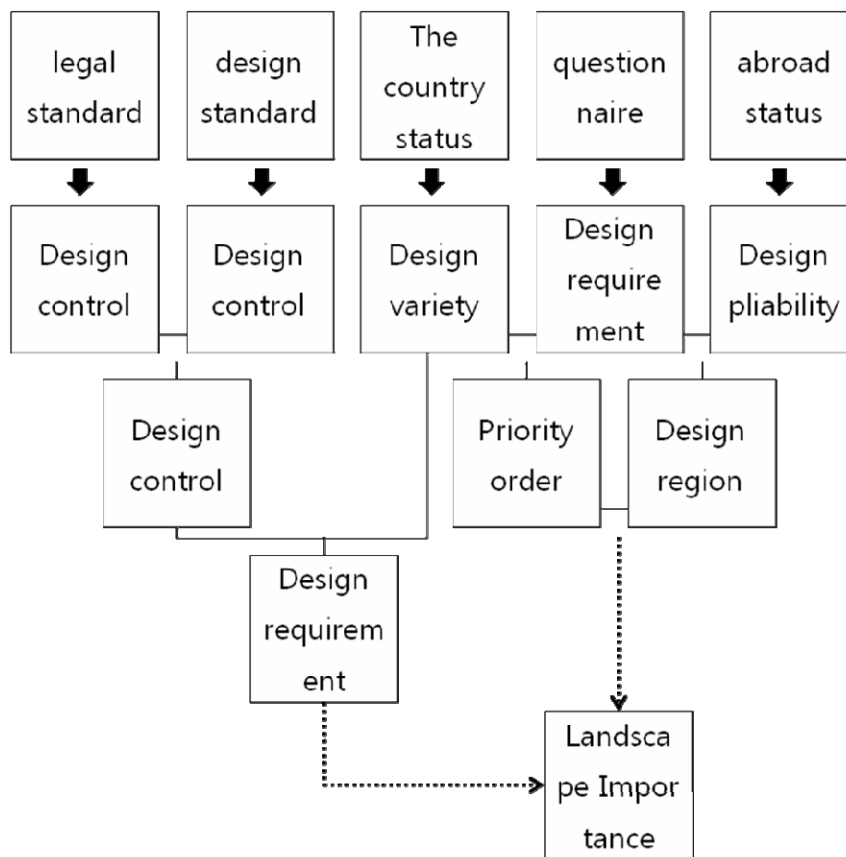 legal
standard
design
standard
The
country
status
question
naire
abroad
status
Design
control
Design
control
Design
variety
Design
require
ment
Design
pliability
Design
control
Priority
order
Design
region
Design
requirem
ent
Landsca
pe Impor
tance